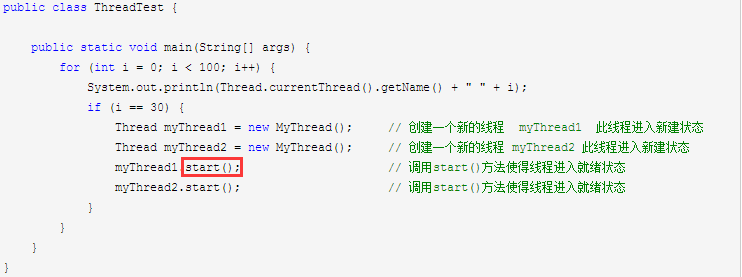 public class ThreadTest {
public static void main(String[] args) {
for (int i = 0; i < 100; i++) {
System.out.println(Thread.currentThread().getName() + " " + i);
if (i == 30) {
Thread myThread1 = new MyThread(); // 创建一个新的线程 myThread1 此线程进入新建状态
Thread myThread2 = new MyThread(); // 创建一个新的线程 myThread2 此线程进入新建状态
myThread1.start(); // 调用start()方法使得线程进入就绪状态
myThread2.start(); // 调用start()方法使得线程进入就绪状态
}
}
}
}